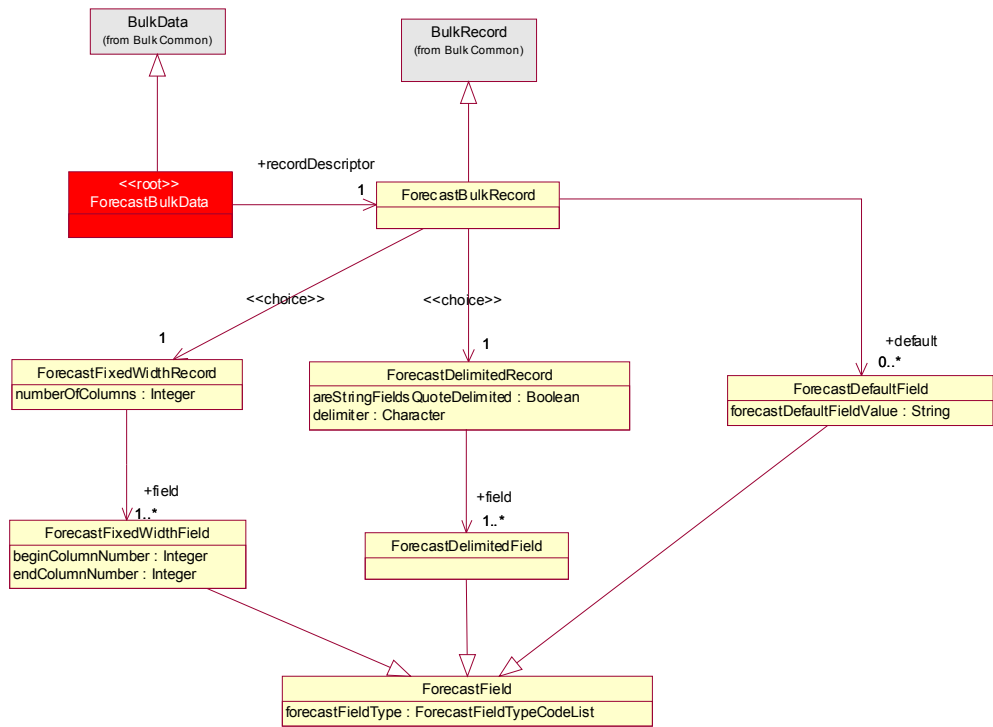 BulkData
(from Bulk Common)
BulkRecord
(from Bulk Common)
+recordDescriptor
<<root>>
ForecastBulkData
1
ForecastBulkRecord
<<choice>>
<<choice>>
1
1
+default
0..*
ForecastFixedWidthRecord
numberOfColumns : Integer
ForecastDelimitedRecord
areStringFieldsQuoteDelimited : Boolean
delimiter : Character
ForecastDefaultField
forecastDefaultFieldValue : String
+field
1..*
+field
1..*
ForecastFixedWidthField
beginColumnNumber : Integer
endColumnNumber : Integer
ForecastDelimitedField
ForecastField
forecastFieldType : ForecastFieldTypeCodeList